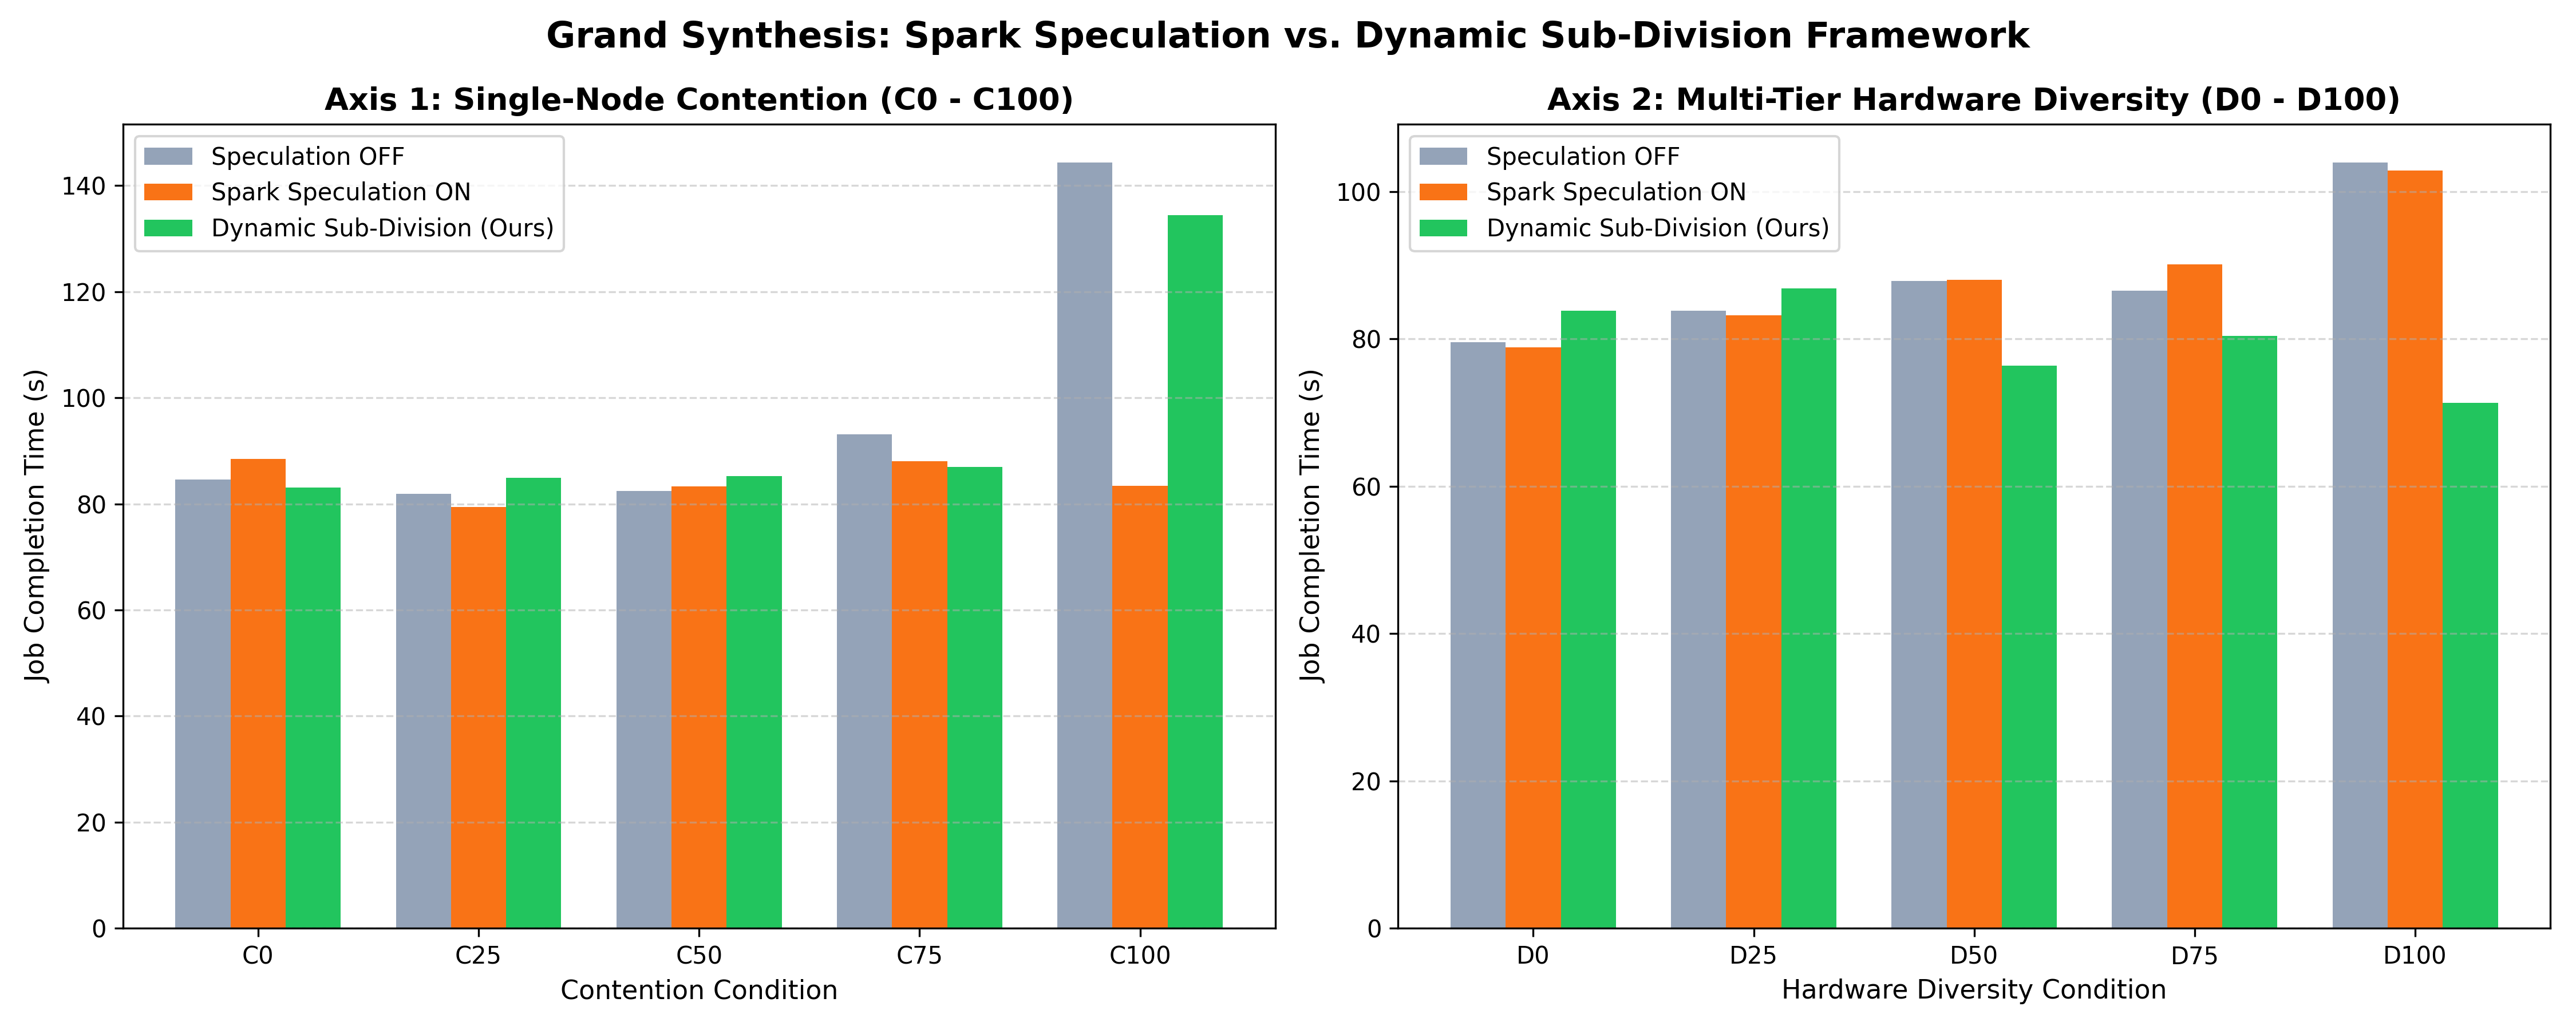 Grand Synthesis: Spark Speculation vs. Dynamic Sub-Division Framework
Axis 1: Single-Node Contention (C0 - C100)
Speculation OFF
Spark Speculation ON
Dynamic Sub-Division (Ours)
Job Completion Time (s)
140
120
100
80
60
40
20
0
C0
C25
C50
C75
C100
Contention Condition
Axis 2: Multi-Tier Hardware Diversity (D0 - D100)
Speculation OFF
Spark Speculation ON
Dynamic Sub-Division (Ours)
Job Completion Time (s)
100
80
60
40
20
0
D0
D25
D50
D75
D100
Hardware Diversity Condition